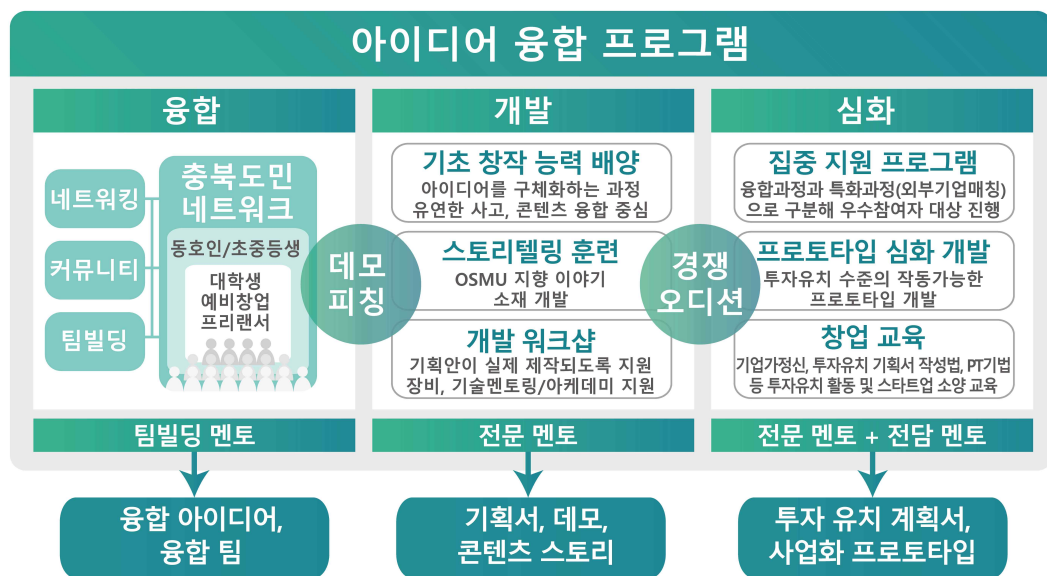 아이디어 융합 프로그램
융합
네트워킹
커뮤니티
팀빌딩
충북도민
네트워크
동호인/초중등생
대학생
예비창업
프리랜서
팀빌딩 멘토
융합 아이디어,
융합 팀
데모
피칭
개발
기초 창작 능력 배양
아이디어를 구체화하는 과정
유연한 사고, 콘텐츠 융합 중심
스토리텔링 훈련
OSMU 지향 이야기
소재 개발
개발 워크샵
기획안이 실제 제작되도록 지원
장비, 기술멘토링/아케데미 지원
전문 멘토
기획서, 데모,
콘텐츠 스토리
경쟁
오디션
심화
집중 지원 프로그램
융합과정과 특화과정(외부기업매칭)
으로 구분해 우수참여자 대상 진행
프로토타입 심화 개발
투자유치 수준의 작동가능한
프로토타입 개발
창업 교육
기업가정신, 투자유치 기획서 작성법, PT기법
등 투자유치 활동 및 스타트업 소양 교육
전문 멘토 + 전담 멘토
투자 유치 계획서,
사업화 프로토타입